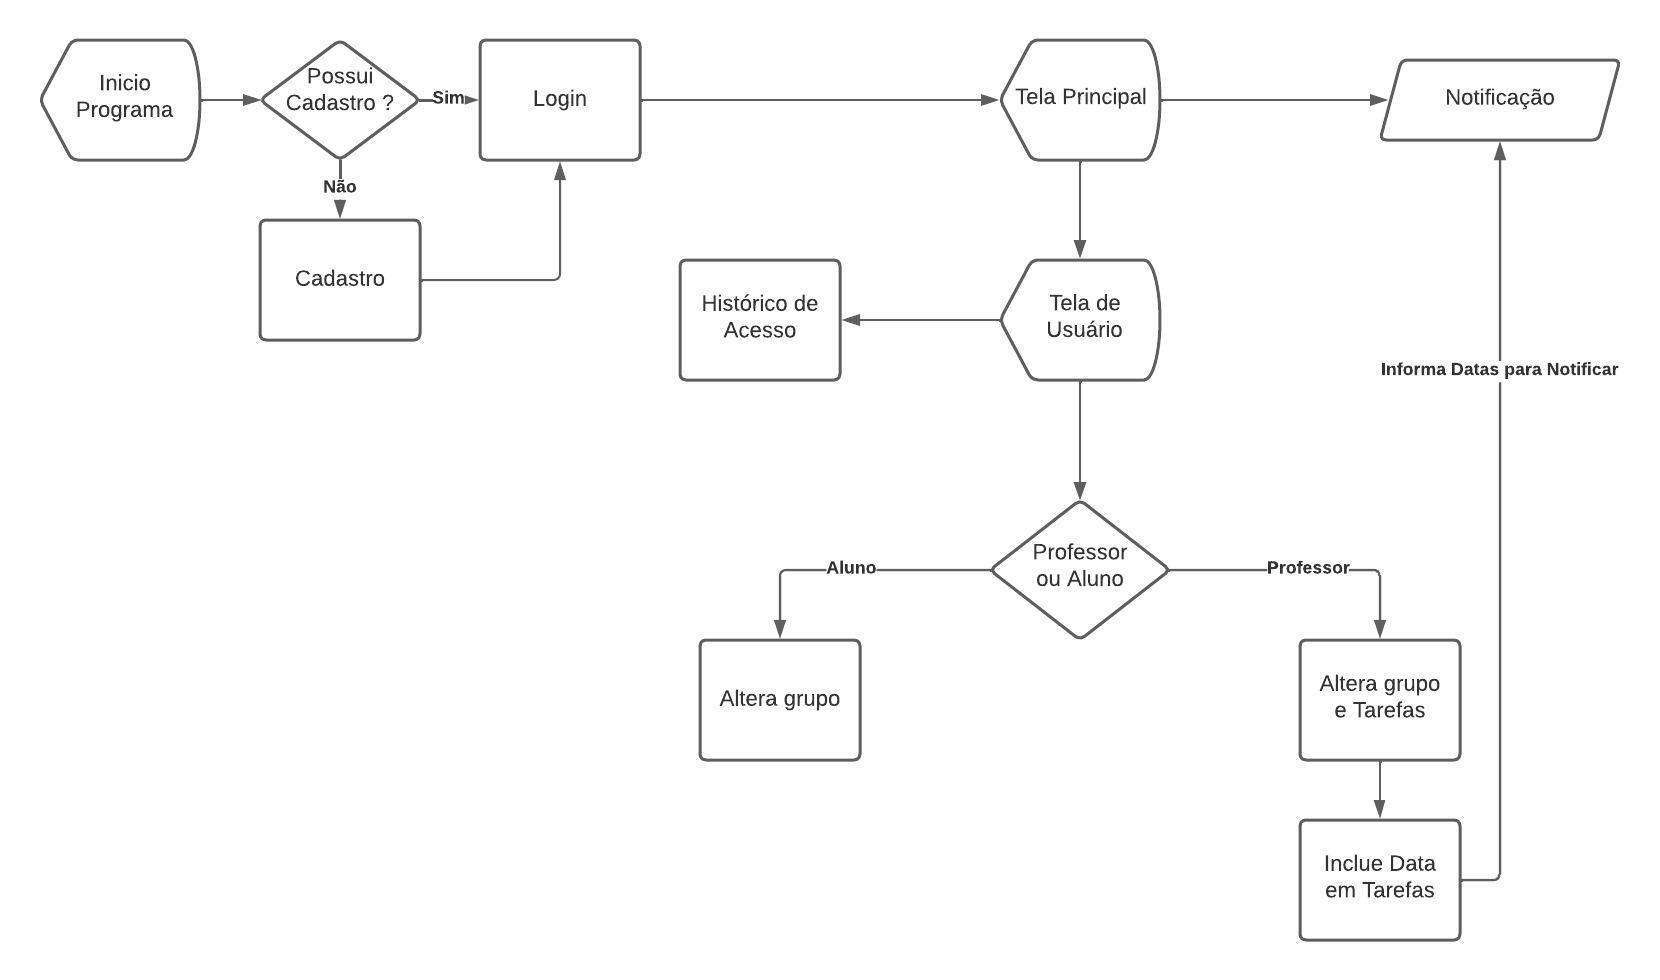 Inicio
Programa
Possui
Cadastro ?
Sim
Login
Tela Principal
Notificação
Não
Cadastro
Histórico de
Acesso
Tela de
Usuário
Informa Datas para Notificar
Professor
ou Aluno
Aluno
Professor
Altera grupo
Altera grupo
e Tarefas
Inclue Data
em Tarefas